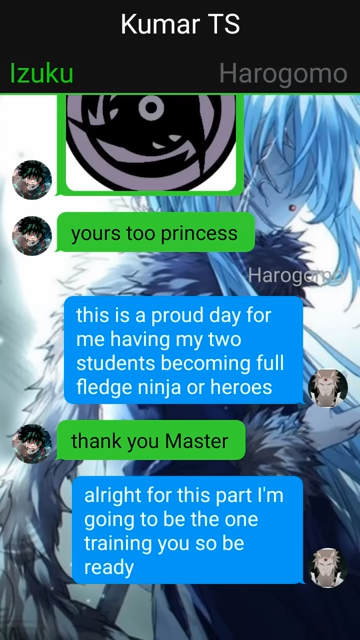 Kumar TS
Izuku Harogomo
yours too princess
Harogomo
this is a proud day for
me having my two
students becoming full
fledge ninja or heroes
thank you Master
alright for this part I'm
going to be the one
training you so be
ready